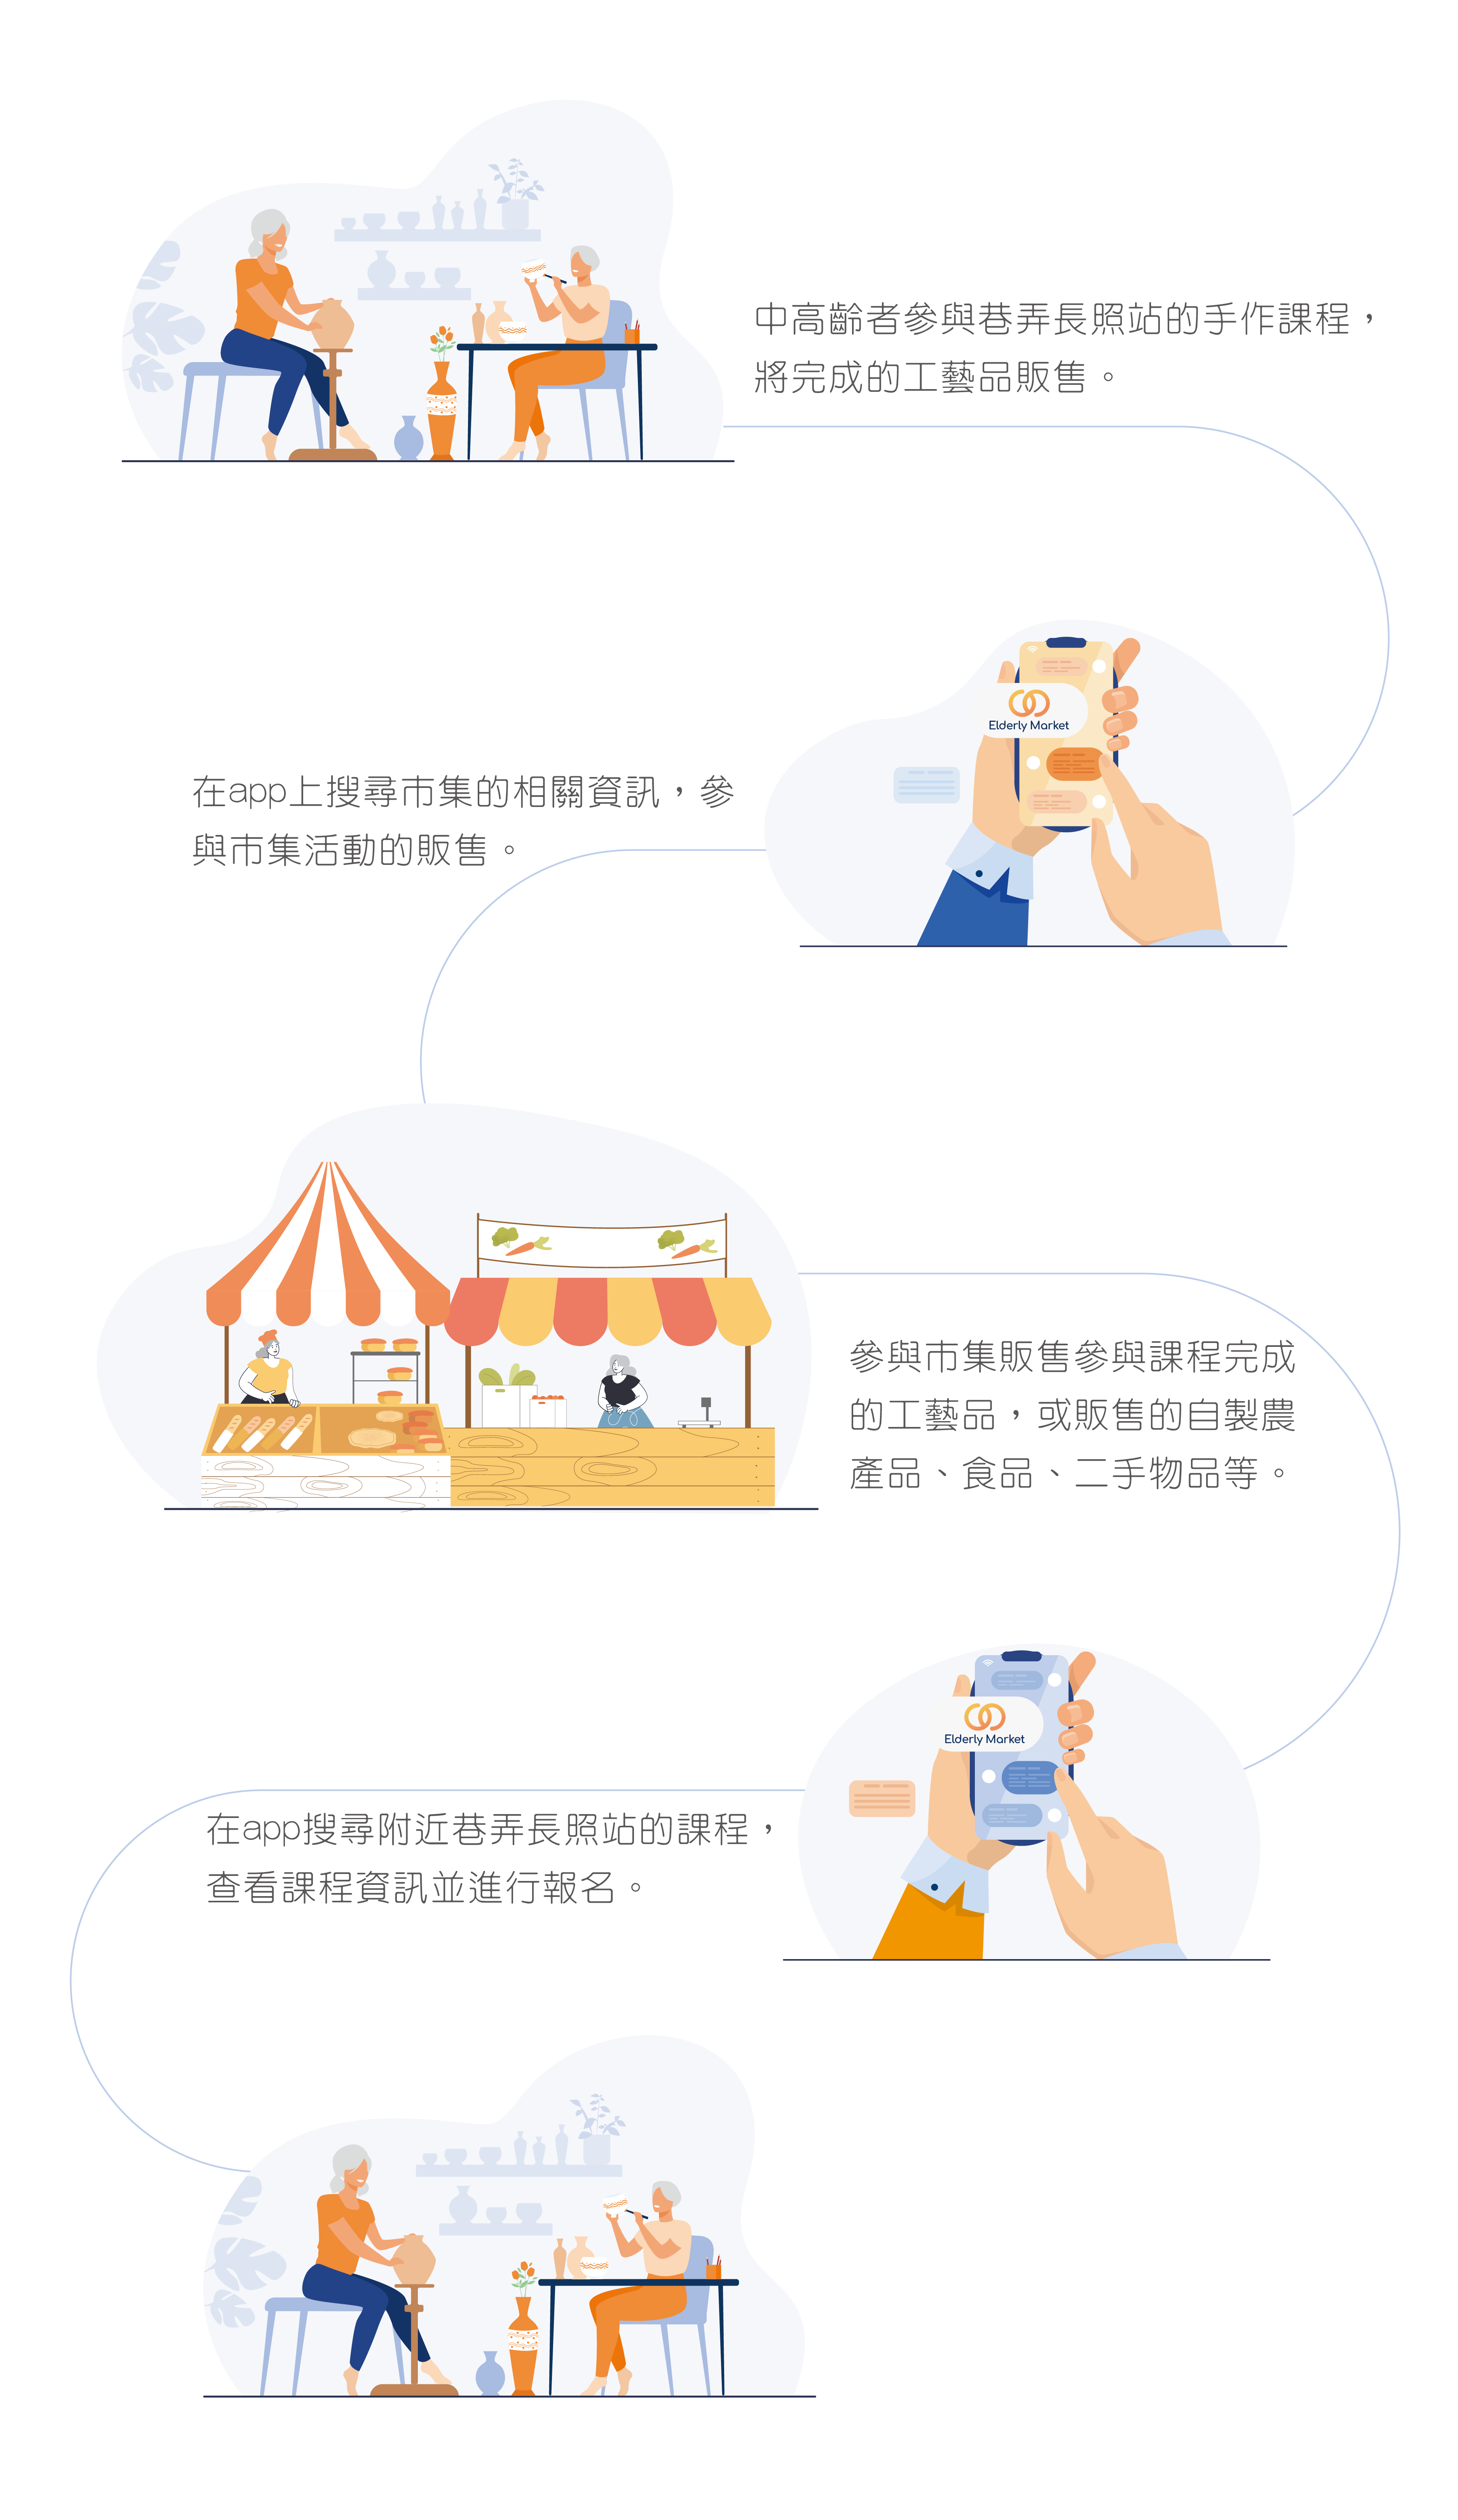 中高齡者參與巷弄長照站的手作課程，
將完成的工藝品販售。
Elderly Market
在app上搜尋市集的相關資訊，參
與市集活動的販售。
參與市集販售參與課程完成
的工藝品，或販售的自製農
產品、食品、二手物品等。
Elderly Market
在app搜尋附近巷弄長照站的課程，
查看課程資訊並進行報名。